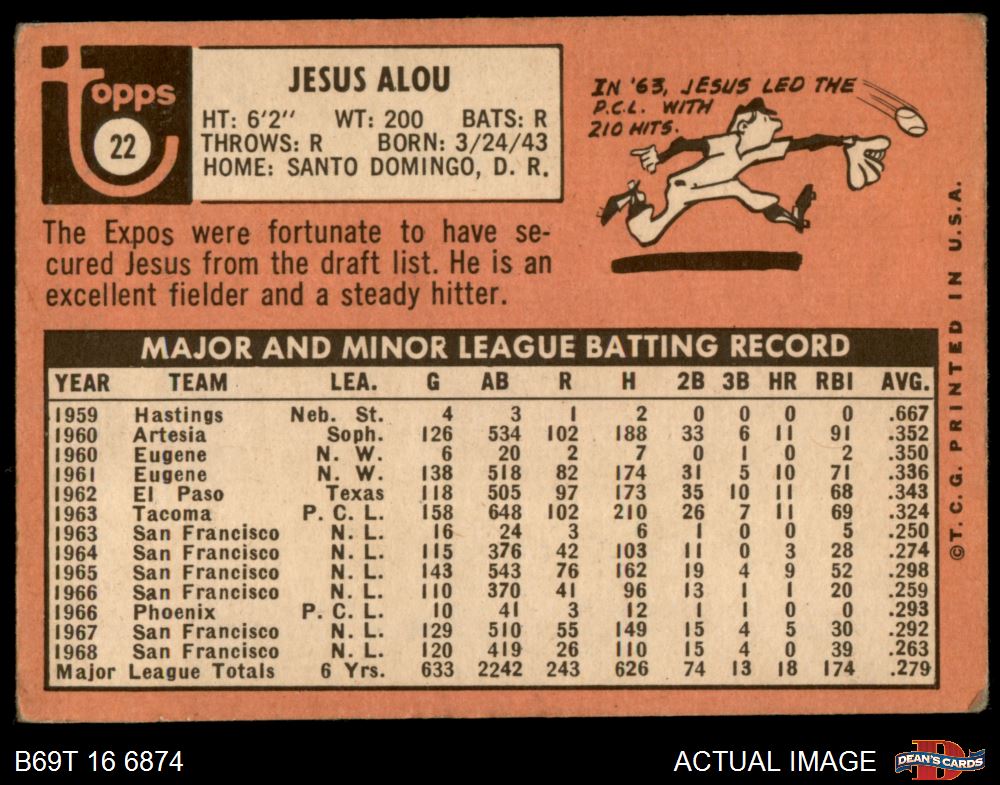 Topps
22
JESUS ALOU
HT: 6'2" WT: 200 BATS: R
THROWS: R BORN: 3/24/43
HOME: SANTO DOMINGO, D. R.
IN '63, JESUS LED THE
P.C.L. WITH
210 HITS.
The Expos were fortunate to have se-
cured Jesus from the draft list. He is an
excellent fielder and a steady hitter.
MAJOR AND MINOR LEAGUE BATTING RECORD
YEAR TEAM LEA. G AB R H 2B 3B HR RBI AVG.
1959 Hastings Neb. St. 4 3 1 2 0 0 0 0 .667
1960 Artesia Soph. 126 534 102 188 33 6 11 91 .352
1960 Eugene N. W. 6 20 2 7 0 1 0 2 .350
1961 Eugene N. W. 138 518 82 174 31 5 10 71 .336
1962 El Paso Texas 118 505 97 173 35 10 11 68 .343
1963 Tacoma P. C. L. 158 648 102 210 26 7 11 69 .324
1963 San Francisco N. L. 16 24 3 6 1 0 0 5 .250
1964 San Francisco N. L. 115 376 42 103 11 0 3 28 .274
1965 San Francisco N. L. 143 543 76 162 19 4 9 52 .298
1966 San Francisco N. L. 110 370 41 96 13 1 1 20 .259
1966 Phoenix P. C. L. 10 41 3 12 1 1 0 0 .293
1967 San Francisco N. L. 129 510 55 149 15 4 5 30 .292
1968 San Francisco N. L. 120 419 26 110 15 4 0 39 .263
Major League Totals 6 Yrs. 633 2242 243 626 74 13 18 174 .279
©T. C. G. PRINTED IN U.S.A.
B69T 16 6874
ACTUAL IMAGE
DEAN'S CARDS